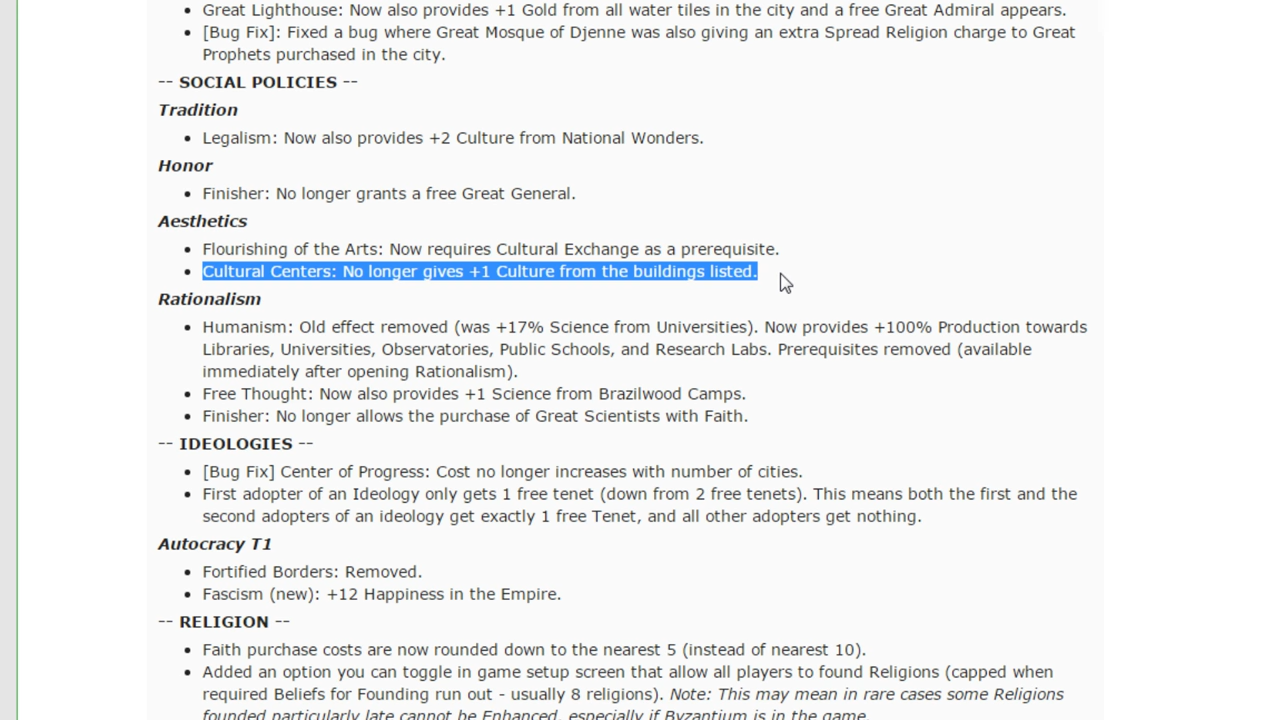 Great Lighthouse: Now also provides +1 Gold from all water tiles in the city and a free Great Admiral appears.
[Bug Fix]: Fixed a bug where Great Mosque of Djenne was also giving an extra Spread Religion charge to Great
Prophets purchased in the city.
-- SOCIAL POLICIES --
Tradition
Legalism: Now also provides +2 Culture from National Wonders.
Honor
Finisher: No longer grants a free Great General.
Aesthetics
Flourishing of the Arts: Now requires Cultural Exchange as a prerequisite.
Cultural Centers: No longer gives +1 Culture from the buildings listed.
Rationalism
Humanism: Old effect removed (was +17% Science from Universities). Now provides +100% Production towards
Libraries, Universities, Observatories, Public Schools, and Research Labs. Prerequisites removed (available
immediately after opening Rationalism).
Free Thought: Now also provides +1 Science from Brazilwood Camps.
Finisher: No longer allows the purchase of Great Scientists with Faith.
-- IDEOLOGIES --
[Bug Fix] Center of Progress: Cost no longer increases with number of cities.
First adopter of an Ideology only gets 1 free tenet (down from 2 free tenets). This means both the first and the
second adopters of an ideology get exactly 1 free Tenet, and all other adopters get nothing.
Autocracy T1
Fortified Borders: Removed.
Fascism (new): +12 Happiness in the Empire.
-- RELIGION --
Faith purchase costs are now rounded down to the nearest 5 (instead of nearest 10).
Added an option you can toggle in game setup screen that allow all players to found Religions (capped when
required Beliefs for Founding run out - usually 8 religions). Note: This may mean in rare cases some Religions
founded particularly late cannot be Enhanced, especially if Byzantium is in the game.